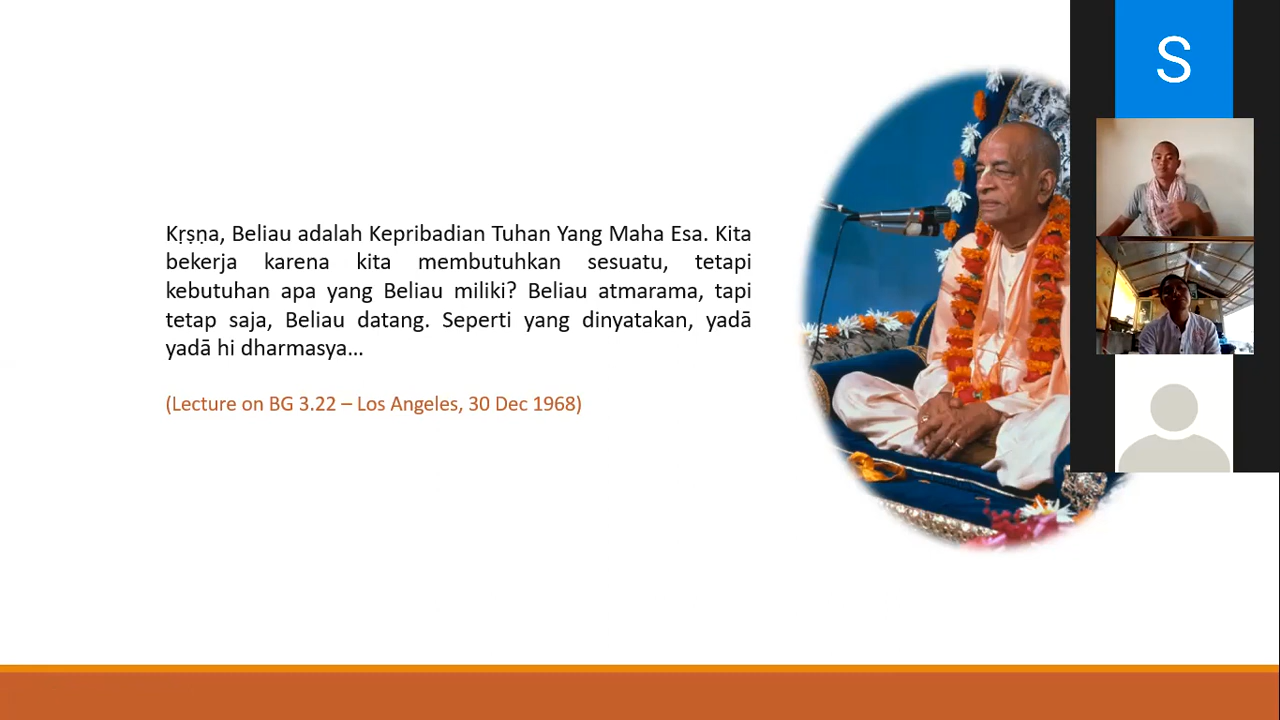 Kṛṣṇa, Beliau adalah Kepribadian Tuhan Yang Maha Esa. Kita
bekerja karena kita membutuhkan sesuatu, tetapi
kebutuhan apa yang Beliau miliki? Beliau atmarama, tapi
tetap saja, Beliau datang. Seperti yang dinyatakan, yadā
yadā hi dharmasya...
(Lecture on BG 3.22 – Los Angeles, 30 Dec 1968)
S